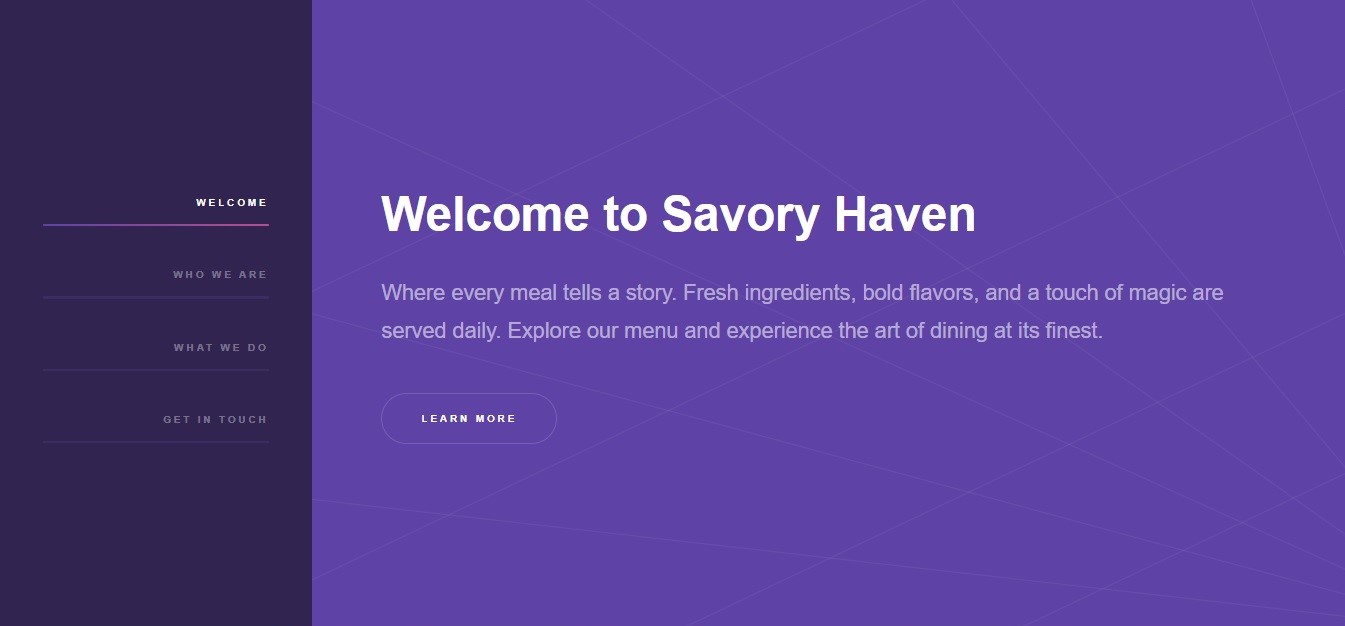 WELCOME
WHO WE ARE
WHAT WE DO
GET IN TOUCH
Welcome to Savory Haven
Where every meal tells a story. Fresh ingredients, bold flavors, and a touch of magic are
served daily. Explore our menu and experience the art of dining at its finest.
LEARN MORE